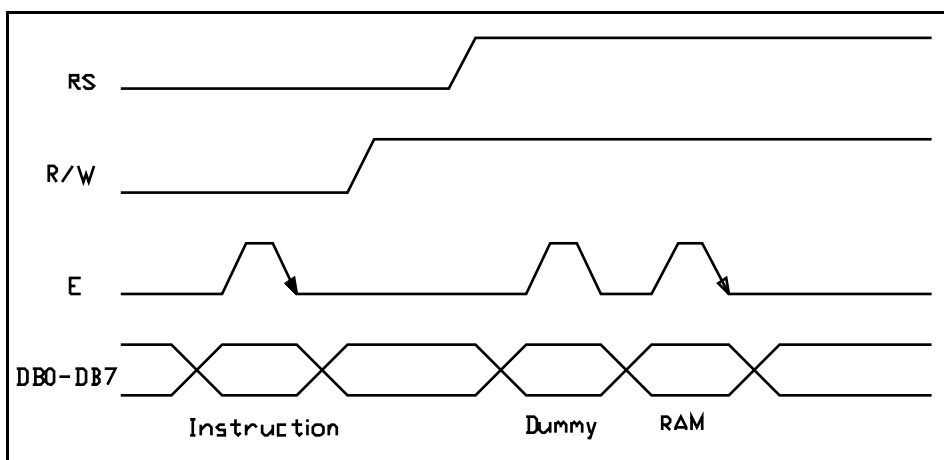 RS
R/W
E
DB0-DB7
Instruction Dummy RAM